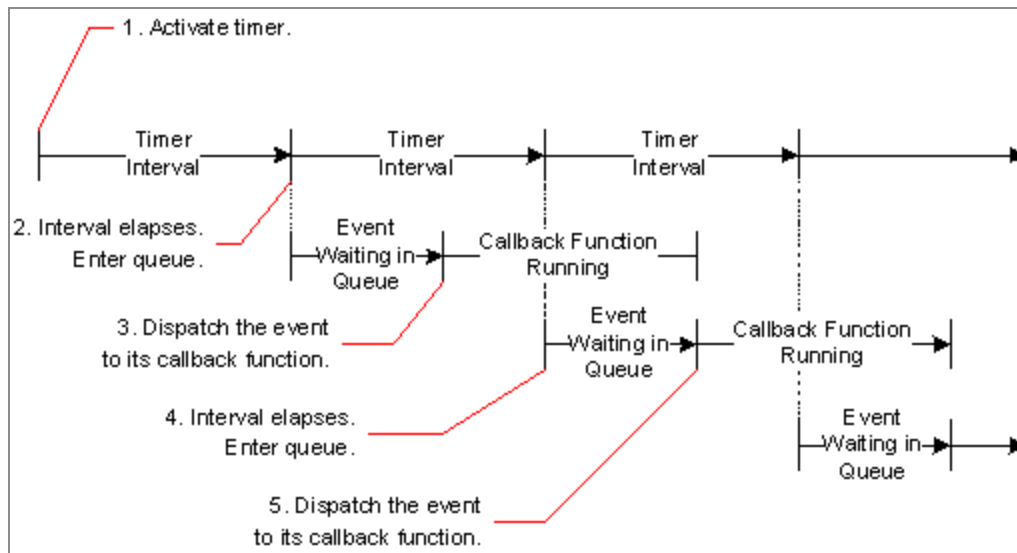 1. Activate timer.
Timer
Interval
Timer
Interval
Timer
Interval
2. Interval elapses.
Enter queue.
Event
Waiting in
Queue
Callback Function
Running
3. Dispatch the event
to its callback function.
Event
Waiting in
Queue
Callback Function
Running
4. Interval elapses.
Enter queue.
Event
Waiting in
Queue
5. Dispatch the event
to its callback function.